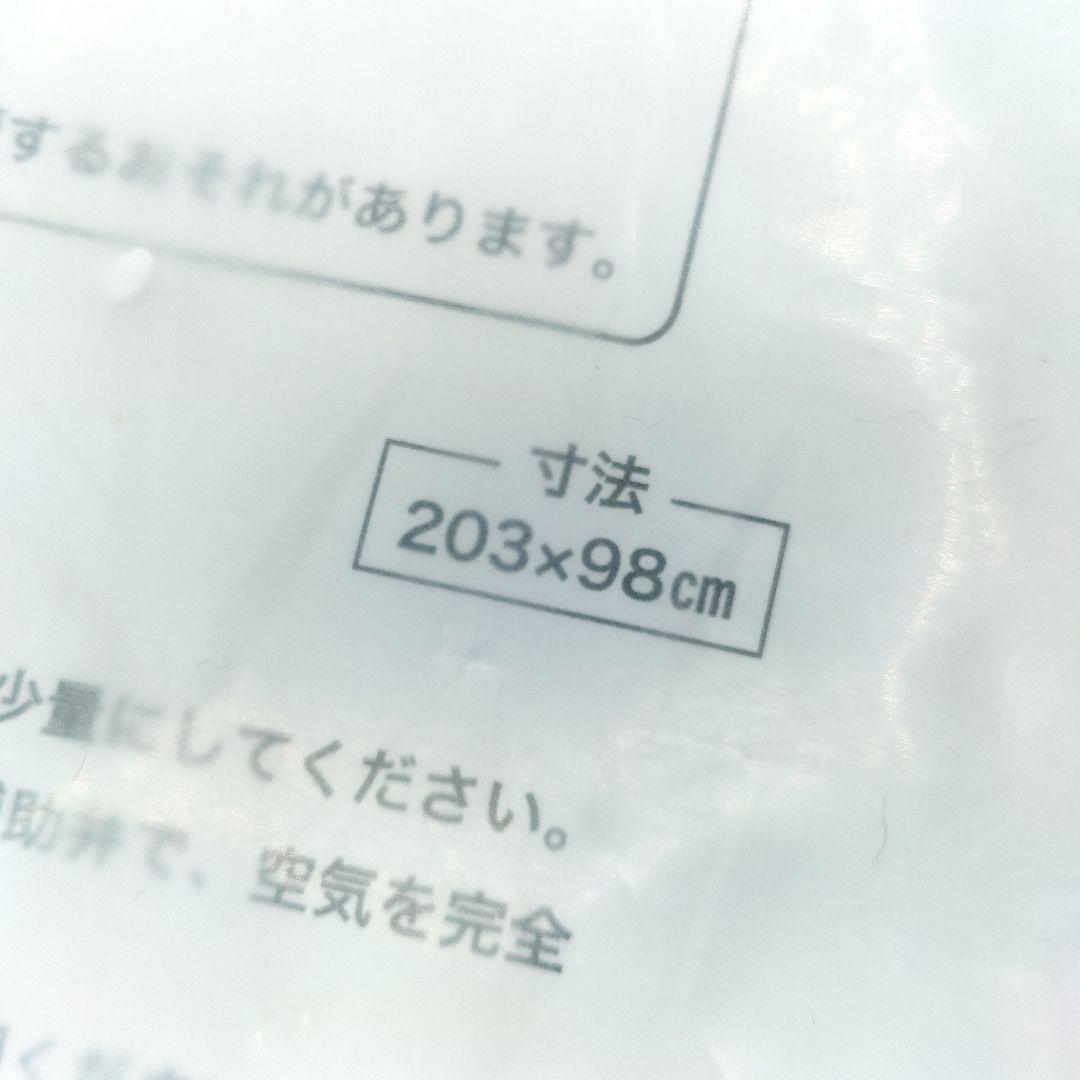 するおそれがあります。
寸法
203×98cm
少量にしてください。
助弁で、空気を完全